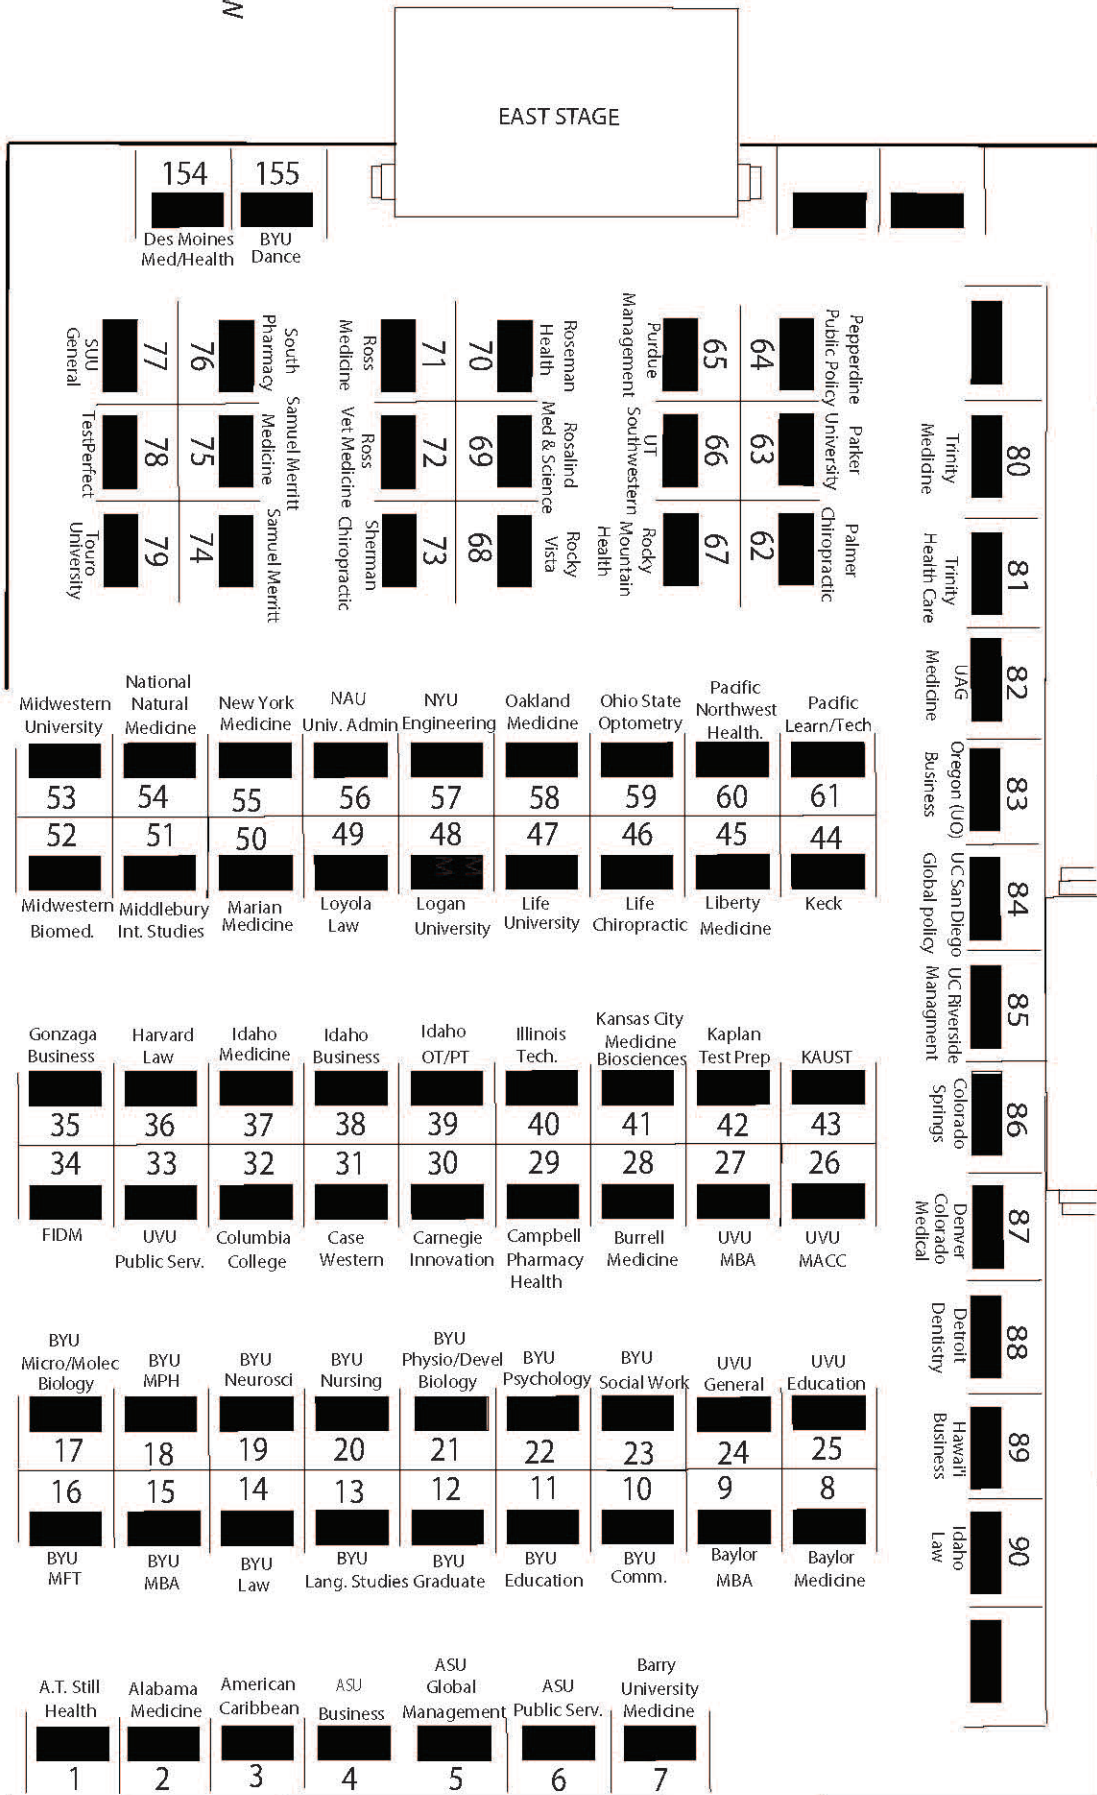 EAST STAGE
154
155
Des Moines
Med/Health
BYU
Dance
SUU
General
77
76
South
Pharmacy
TestPerfect
78
75
Samuel Merritt
Medicine
Touro
University
79
74
Samuel Merritt
Ross
Medicine
71
70
Roseman
Health
Ross
Vet Medicine
72
69
Rosalind
Med & Science
Sherman
Chiropractic
73
68
Rocky
Vista
Purdue
Management
65
64
Pepperdine
Public Policy
UT
Southwestern
66
63
Parker
University
Rocky
Mountain
Health
67
62
Palmer
Chiropractic
80
Trinity
Medicine
81
Trinity
Health Care
82
UAG
Medicine
83
Oregon (UO)
Business
84
UC San Diego
Global policy
85
UC Riverside
Managment
86
Colorado
Springs
87
Denver
Colorado
Medical
88
Detroit
Dentistry
89
Hawai'i
Business
90
Idaho
Law
Midwestern
University
National
Natural
Medicine
New York
Medicine
NAU
Univ. Admin
NYU
Engineering
Oakland
Medicine
Ohio State
Optometry
Pacific
Northwest
Health.
Pacific
Learn/Tech
53 54 55 56 57 58 59 60 61
52 51 50 49 48 47 46 45 44
Midwestern
Biomed.
Middlebury
Int. Studies
Marian
Medicine
Loyola
Law
Logan
University
Life
University
Life
Chiropractic
Liberty
Medicine
Keck
Gonzaga
Business
Harvard
Law
Idaho
Medicine
Idaho
Business
Idaho
OT/PT
Illinois
Tech.
Kansas City
Medicine
Biosciences
Kaplan
Test Prep
KAUST
35 36 37 38 39 40 41 42 43
34 33 32 31 30 29 28 27 26
FIDM
UVU
Public Serv.
Columbia
College
Case
Western
Carnegie
Innovation
Campbell
Pharmacy
Health
Burrell
Medicine
UVU
MBA
UVU
MACC
BYU
Micro/Molec
Biology
BYU
MPH
BYU
Neurosci
BYU
Nursing
BYU
Physio/Devel
Biology
BYU
Psychology
BYU
Social Work
UVU
General
UVU
Education
17 18 19 20 21 22 23 24 25
16 15 14 13 12 11 10 9 8
BYU
MFT
BYU
MBA
BYU
Law
BYU
Lang. Studies
BYU
Graduate
BYU
Education
BYU
Comm.
Baylor
MBA
Baylor
Medicine
A.T. Still
Health
Alabama
Medicine
American
Caribbean
ASU
Business
ASU
Global
Management
ASU
Public Serv.
Barry
University
Medicine
1 2 3 4 5 6 7